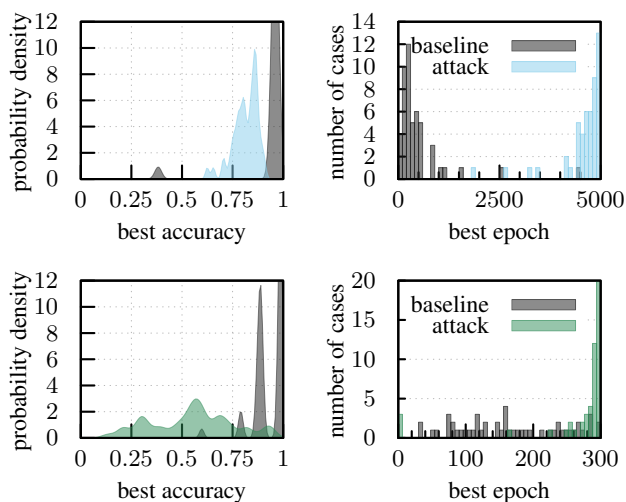 probability density
12
10
8
6
4
2
0
0 0.25 0.5 0.75 1
best accuracy
number of cases
14
12
10
8
6
4
2
0
baseline
attack
0 2500 5000
best epoch
probability density
12
10
8
6
4
2
0
0 0.25 0.5 0.75 1
best accuracy
number of cases
20
15
10
5
0
baseline
attack
0 100 200 300
best epoch